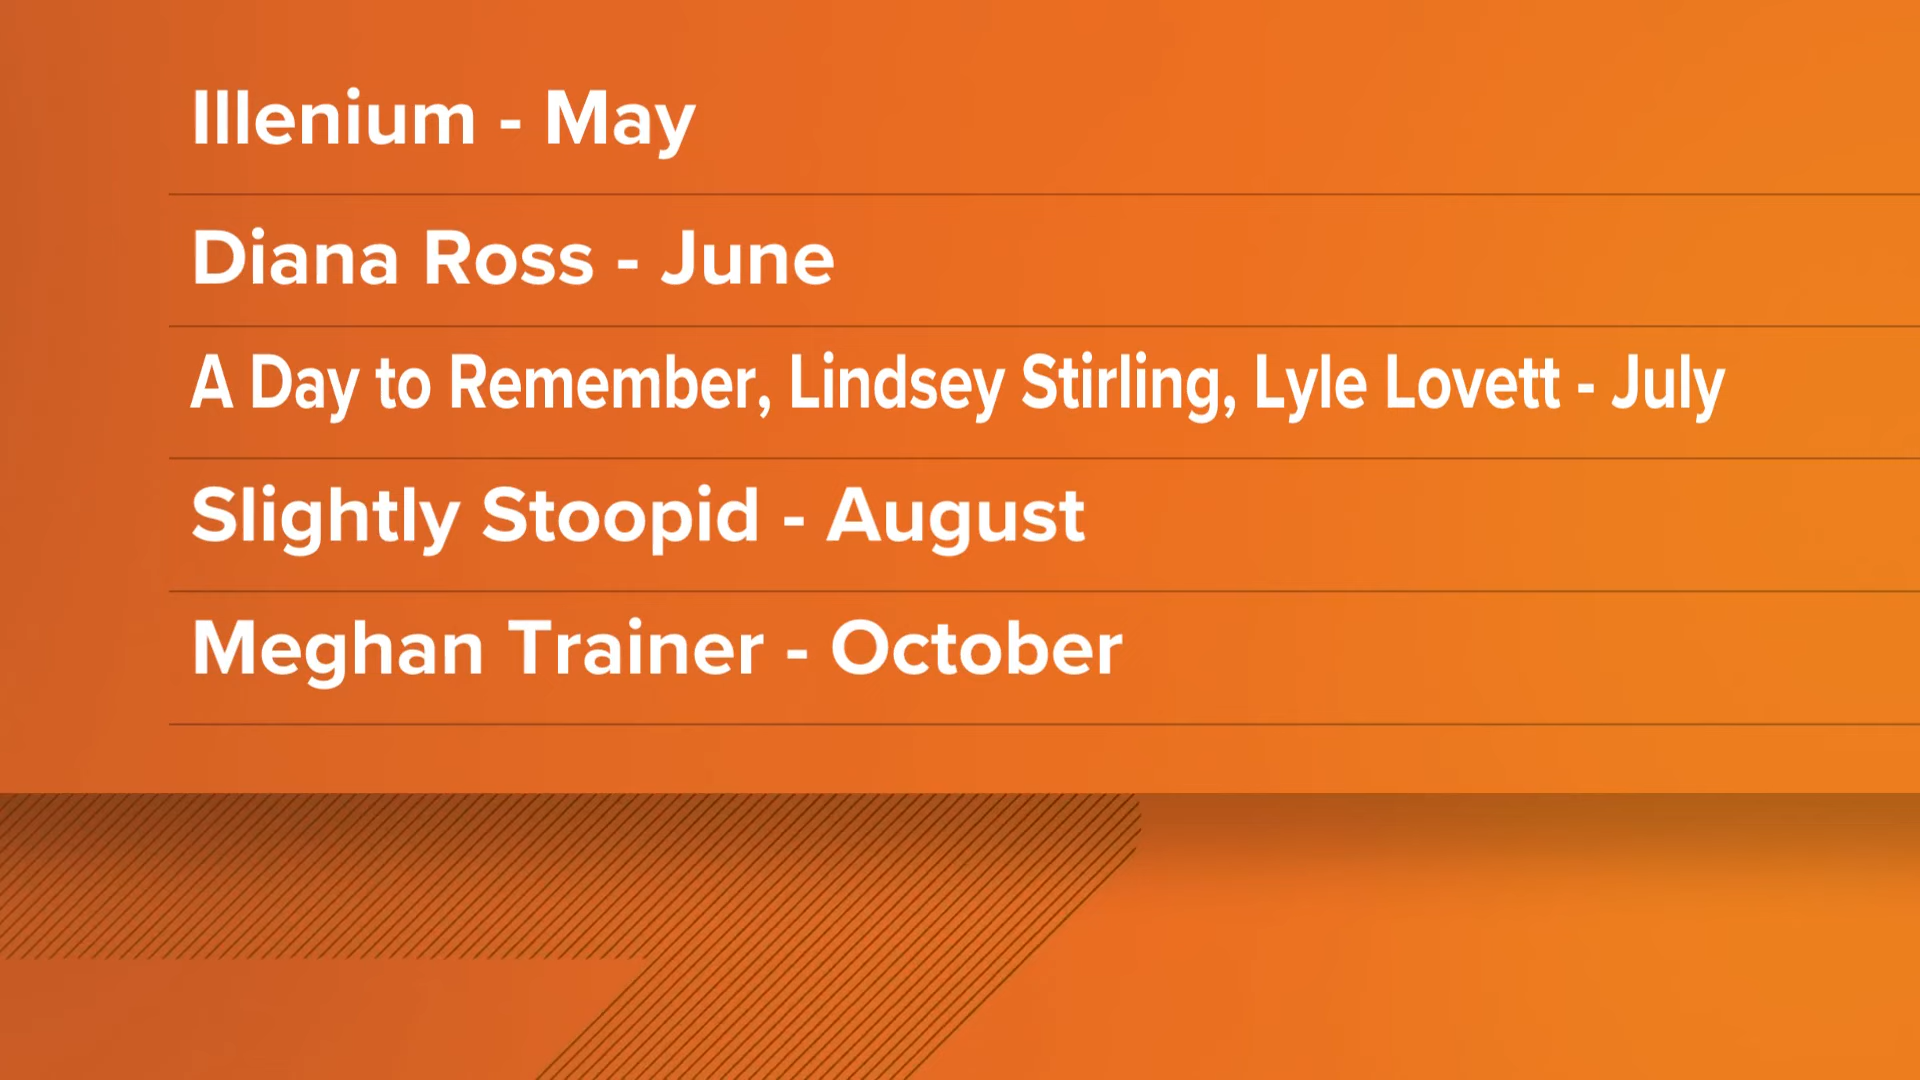 Illenium - May
Diana Ross - June
A Day to Remember, Lindsey Stirling, Lyle Lovett - July
Slightly Stoopid - August
Meghan Trainer - October